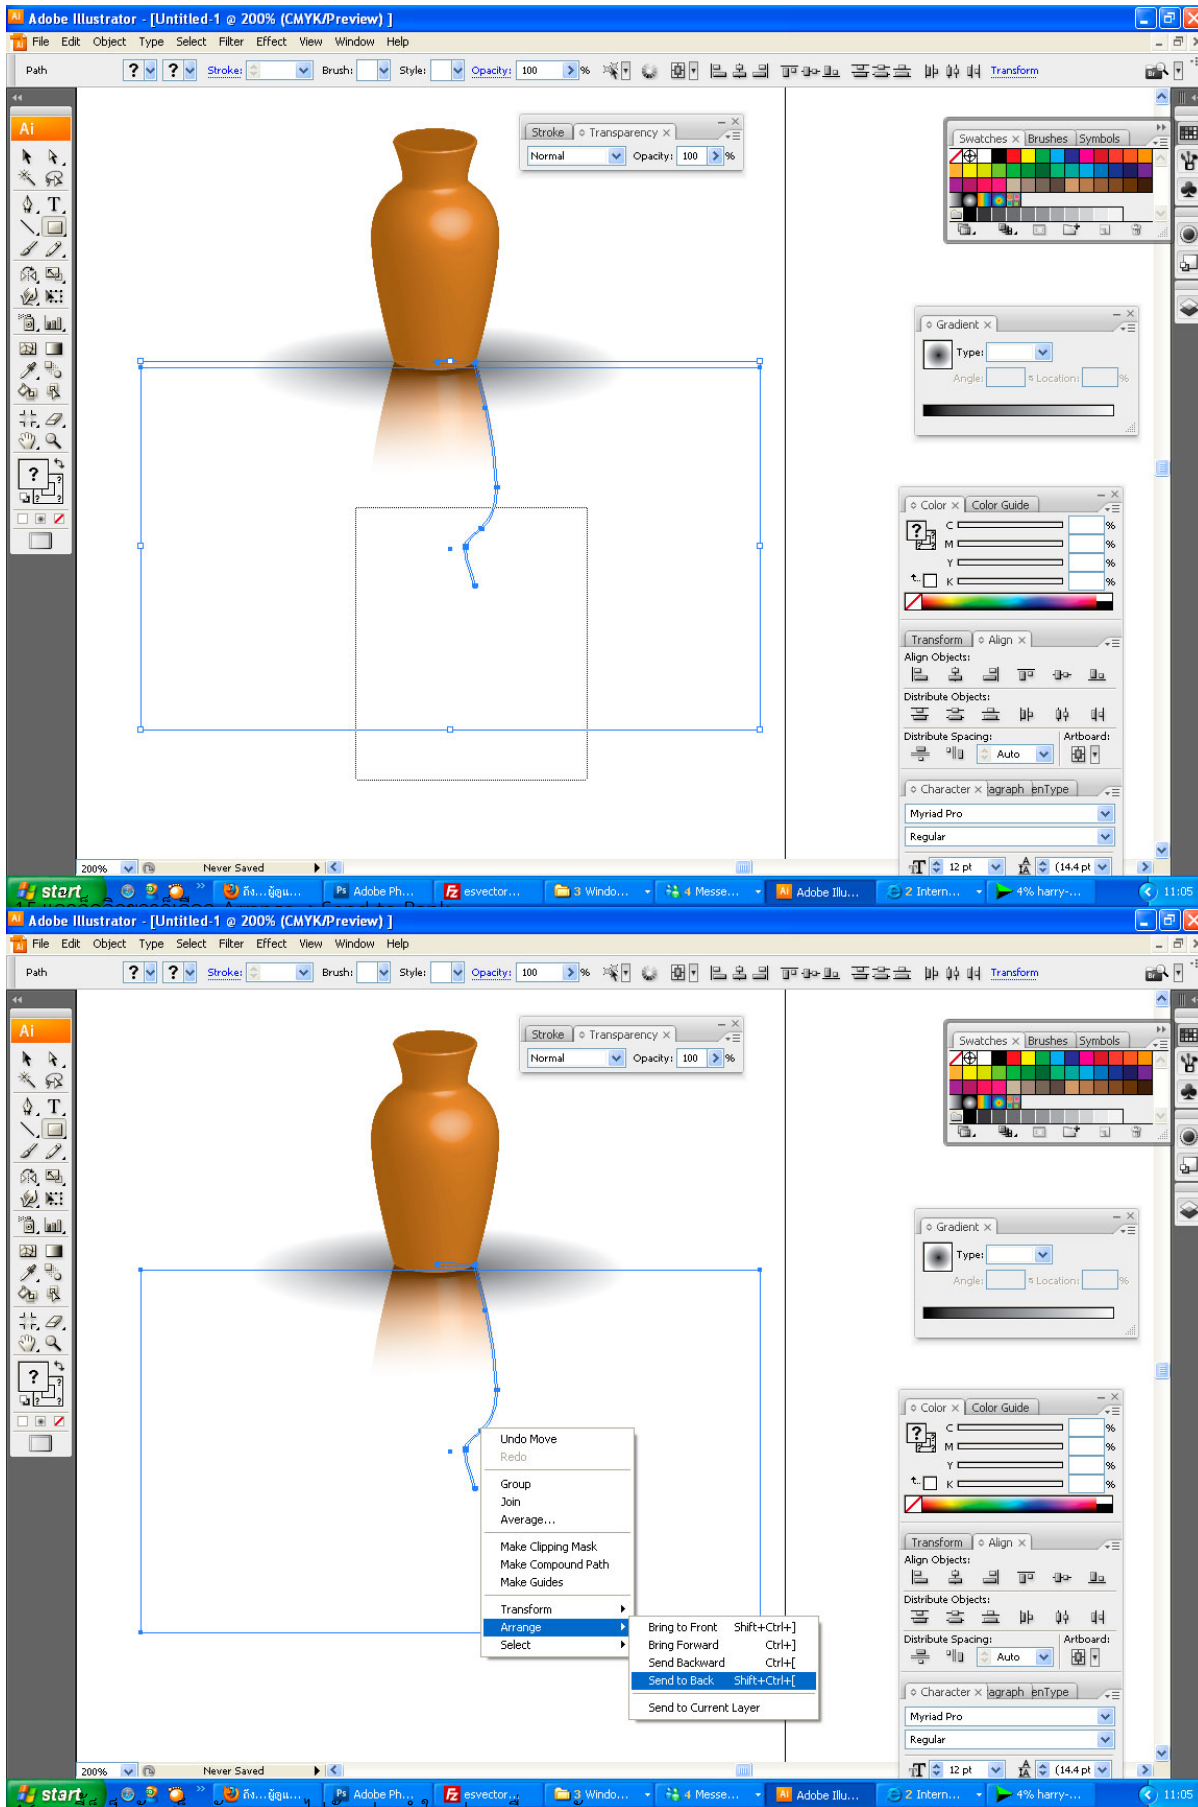 Adobe Illustrator - [Untitled-1 @ 200% (CMYK/Preview) ]
File Edit Object Type Select Filter Effect View Window Help
Path ? ? Stroke: Brush: Style: Opacity: 100 % Transform
Ai
Stroke Transparency
Normal Opacity: 100 %
Swatches Brushes Symbols
Gradient
Type:
Angle: Location: %
Color Color Guide
?
C %
M %
Y %
K %
Transform Align
Align Objects:
Distribute Objects:
Distribute Spacing: Artboard:
Auto
Character agraph enType
Myriad Pro
Regular
12 pt (14.4 pt
200% Never Saved
start ถึง... Adobe Ph... esvector... 3 Windo... 4 Messe... Adobe Illu... 2 Intern... 4% harry-... 11:05
Adobe Illustrator - [Untitled-1 @ 200% (CMYK/Preview) ]
File Edit Object Type Select Filter Effect View Window Help
Path ? ? Stroke: Brush: Style: Opacity: 100 % Transform
Ai
Stroke Transparency
Normal Opacity: 100 %
Swatches Brushes Symbols
Gradient
Type:
Angle: Location: %
Color Color Guide
?
C %
M %
Y %
K %
Undo Move
Redo
Group
Join
Average...
Make Clipping Mask
Make Compound Path
Make Guides
Transform
Arrange
Select
Bring to Front Shift+Ctrl+]
Bring Forward Ctrl+]
Send Backward Ctrl+[
Send to Back Shift+Ctrl+[
Send to Current Layer
Transform Align
Align Objects:
Distribute Objects:
Distribute Spacing: Artboard:
Auto
Character agraph enType
Myriad Pro
Regular
12 pt (14.4 pt
200% Never Saved
start ถึง... Adobe Ph... esvector... 3 Windo... 4 Messe... Adobe Illu... 2 Intern... 4% harry-... 11:05